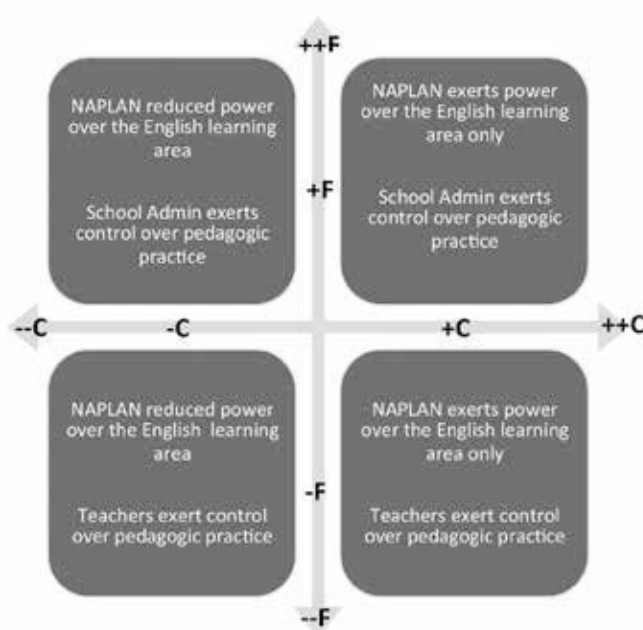 ++F
NAPLAN reduced power
over the English learning
area
School Admin exerts
control over pedagogic
practice
NAPLAN exerts power
over the English learning
area only
School Admin exerts
control over pedagogic
practice
+F
--C
-C
+C
++C
NAPLAN reduced power
over the English learning
area
Teachers exert control
over pedagogic practice
NAPLAN exerts power
over the English learning
area only
Teachers exert control
over pedagogic practice
-F
--F